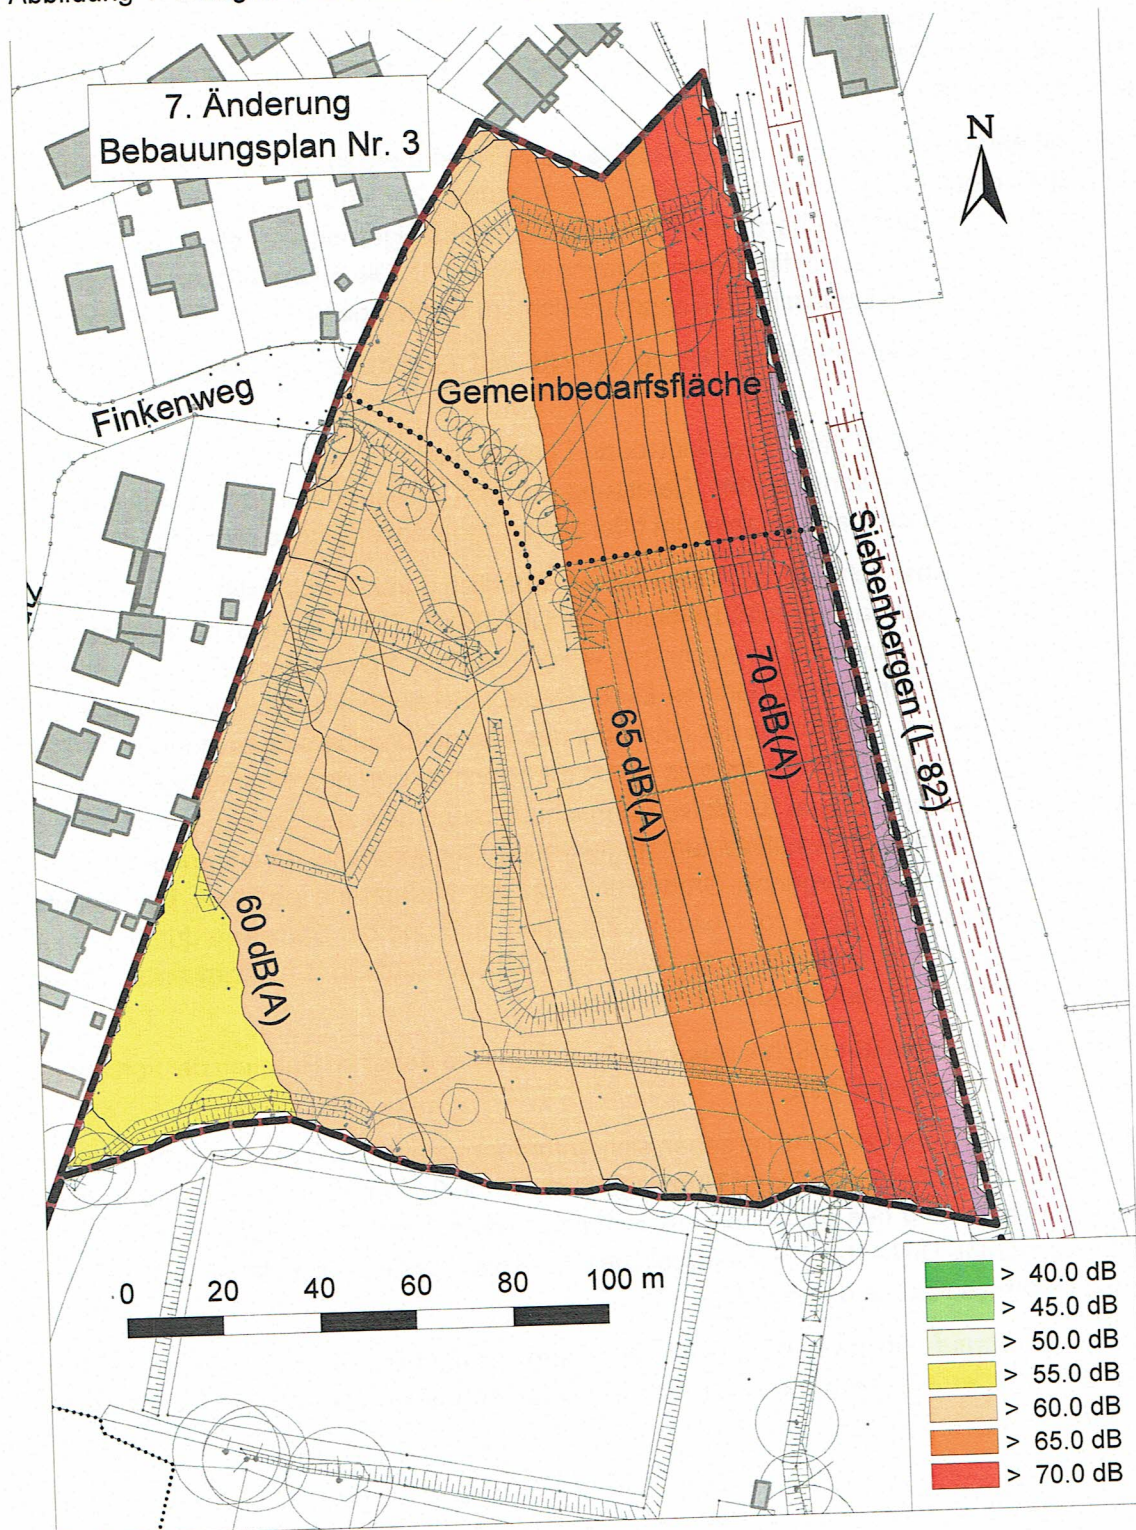 7. Änderung
Bebauungsplan Nr. 3
N
Finkenweg
Gemeinbedarfsfläche
Siebenbergen (L 82)
70 dB(A)
65 dB(A)
60 dB(A)
0 20 40 60 80 100 m
> 40.0 dB
> 45.0 dB
> 50.0 dB
> 55.0 dB
> 60.0 dB
> 65.0 dB
> 70.0 dB